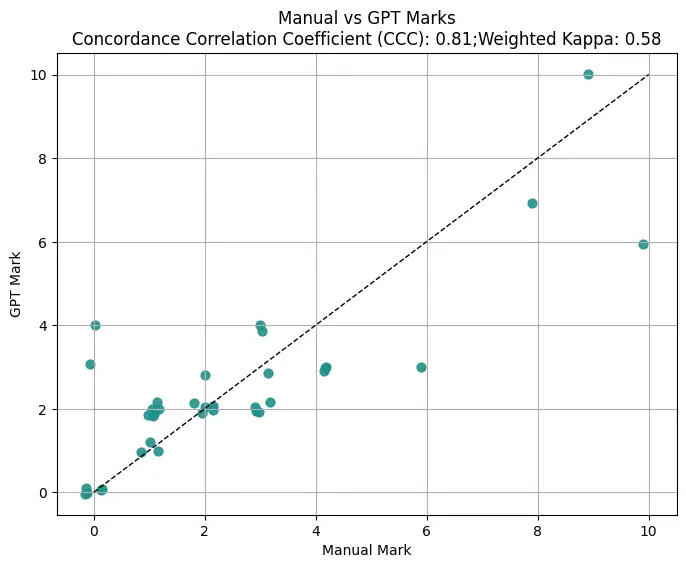 Manual vs GPT Marks
Concordance Correlation Coefficient (CCC): 0.81;Weighted Kappa: 0.58
10
8
6
4
2
0
GPT Mark
0 2 4 6 8 10
Manual Mark